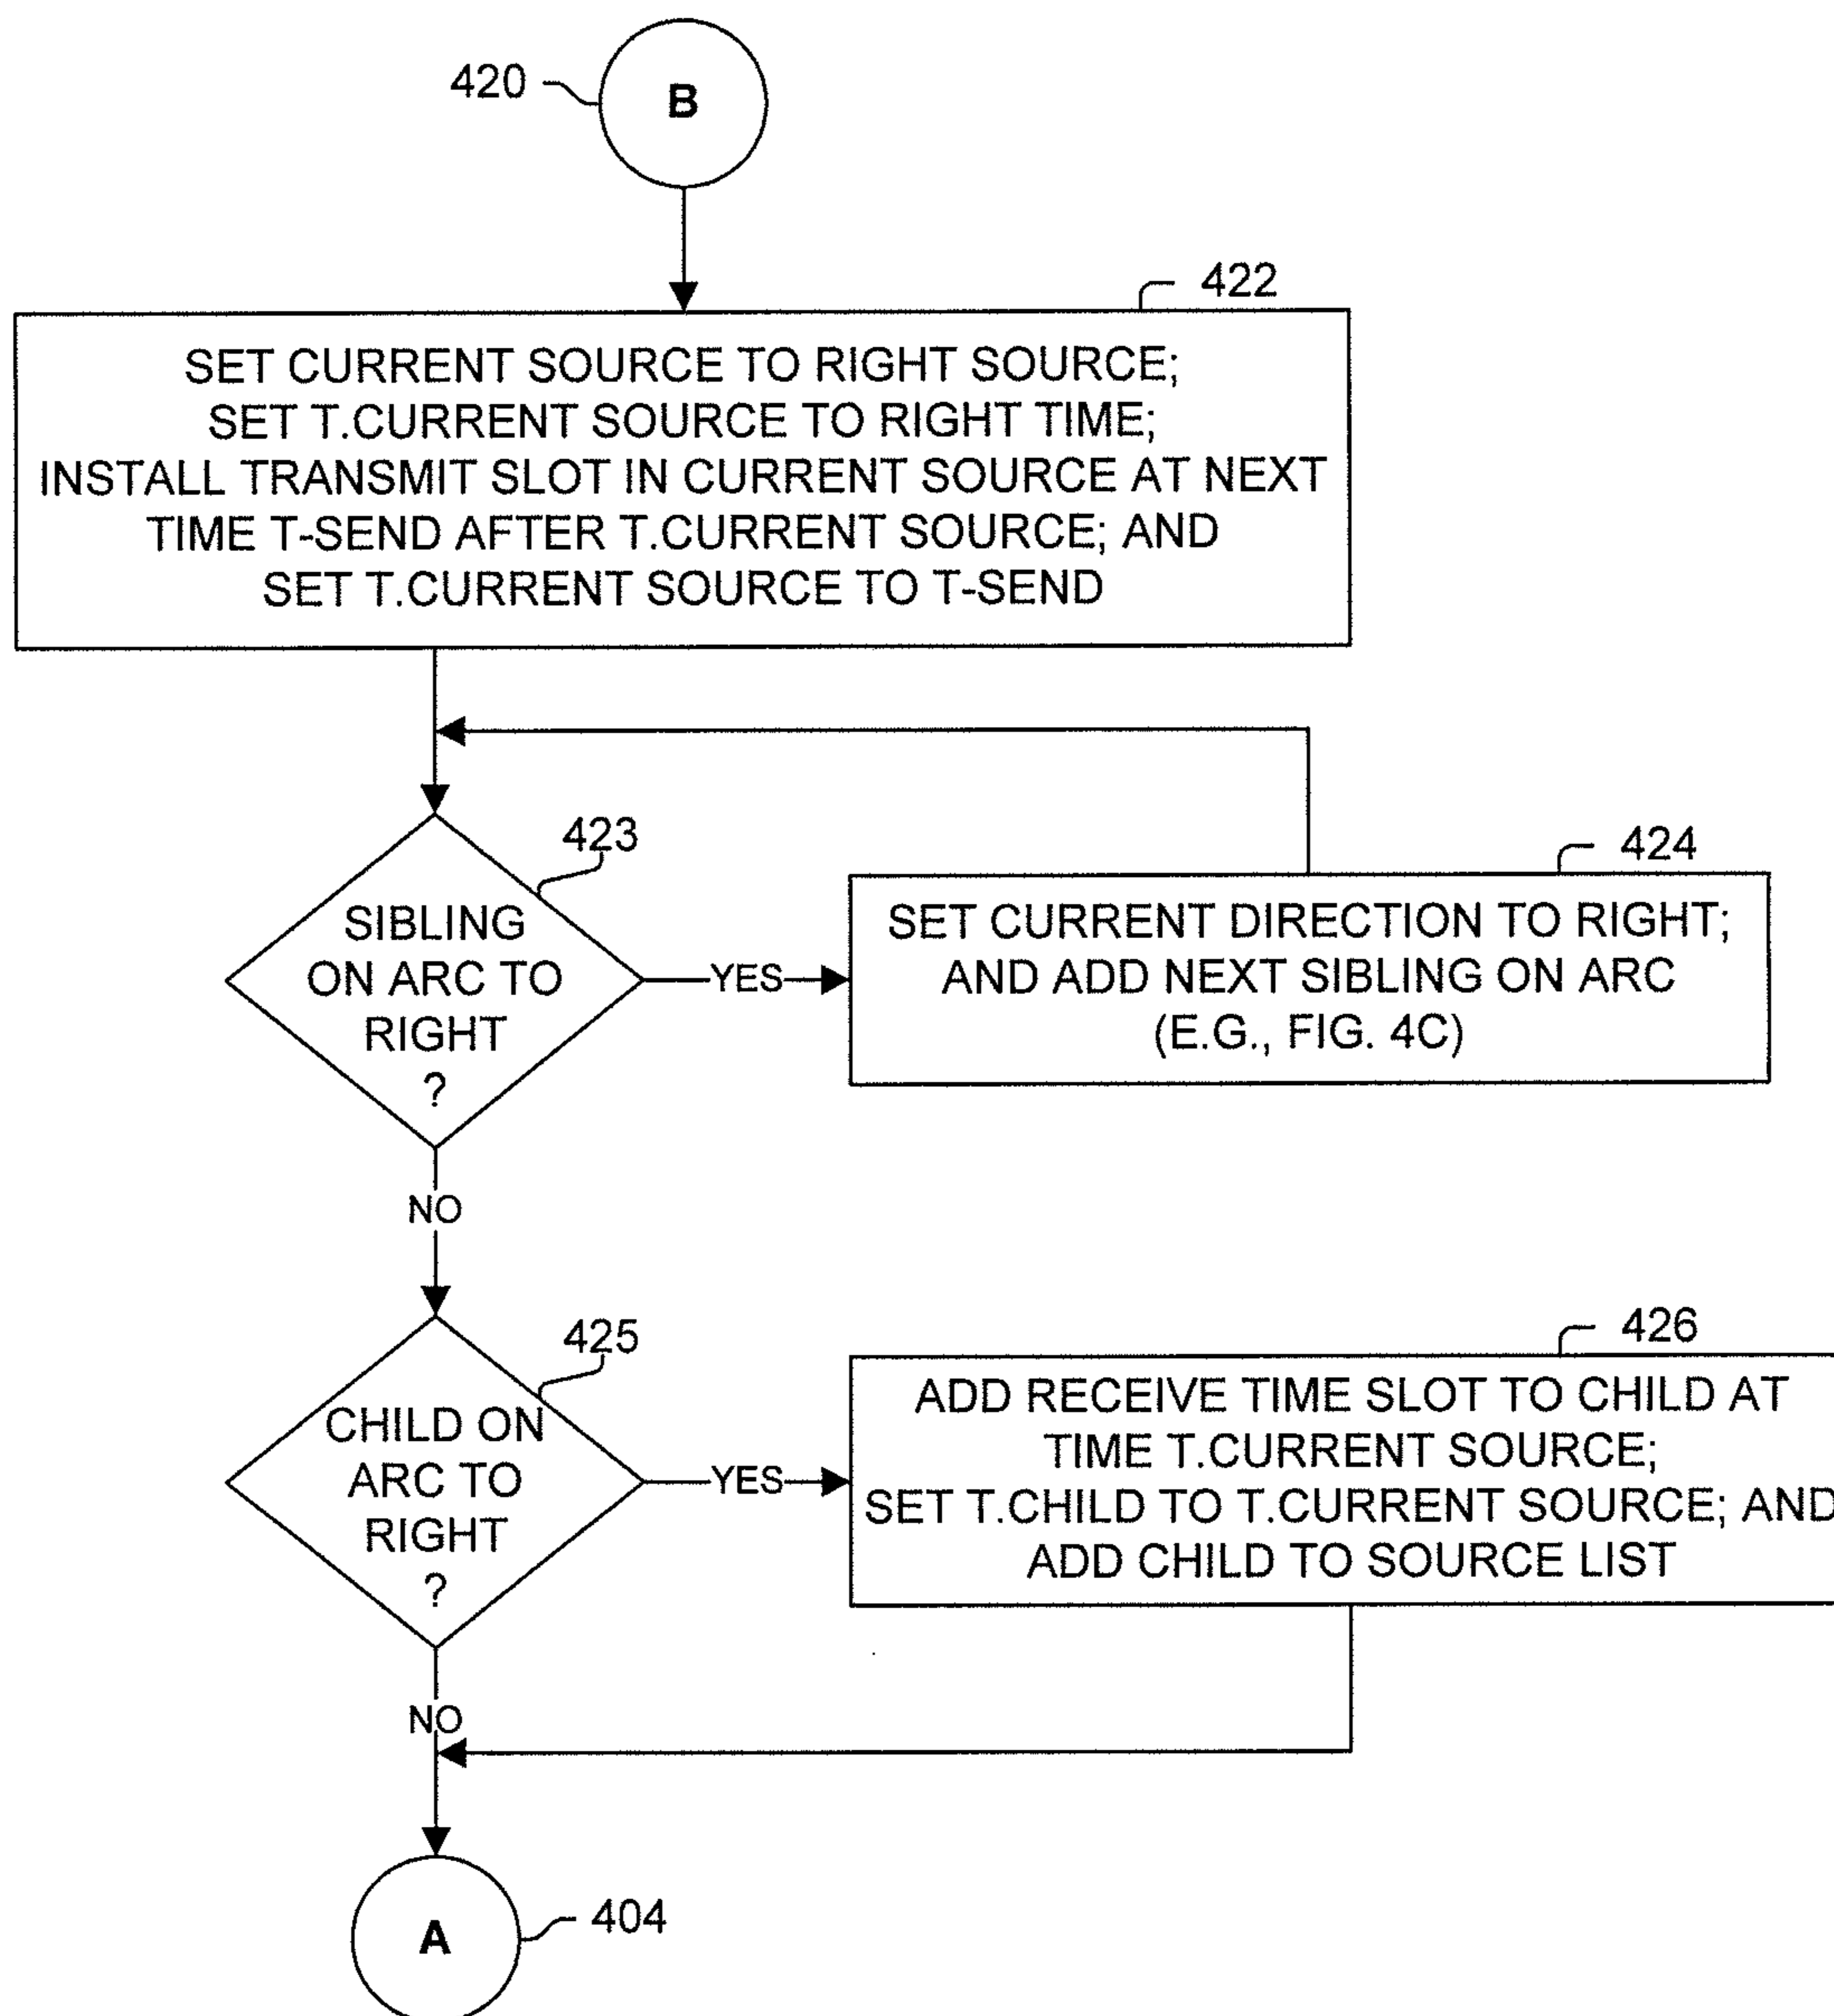 420
B
422
SET CURRENT SOURCE TO RIGHT SOURCE;
SET T.CURRENT SOURCE TO RIGHT TIME;
INSTALL TRANSMIT SLOT IN CURRENT SOURCE AT NEXT
TIME T-SEND AFTER T.CURRENT SOURCE; AND
SET T.CURRENT SOURCE TO T-SEND
423
SIBLING
ON ARC TO
RIGHT
?
YES
424
SET CURRENT DIRECTION TO RIGHT;
AND ADD NEXT SIBLING ON ARC
(E.G., FIG. 4C)
NO
425
CHILD ON
ARC TO
RIGHT
?
YES
426
ADD RECEIVE TIME SLOT TO CHILD AT
TIME T.CURRENT SOURCE;
SET T.CHILD TO T.CURRENT SOURCE; AND
ADD CHILD TO SOURCE LIST
NO
A
404